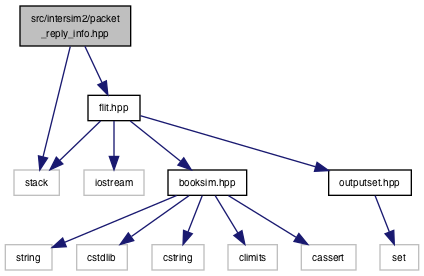 src/intersim2/packet
_reply_info.hpp
flit.hpp
stack
iostream
booksim.hpp
outputset.hpp
string
cstdlib
cstring
climits
cassert
set